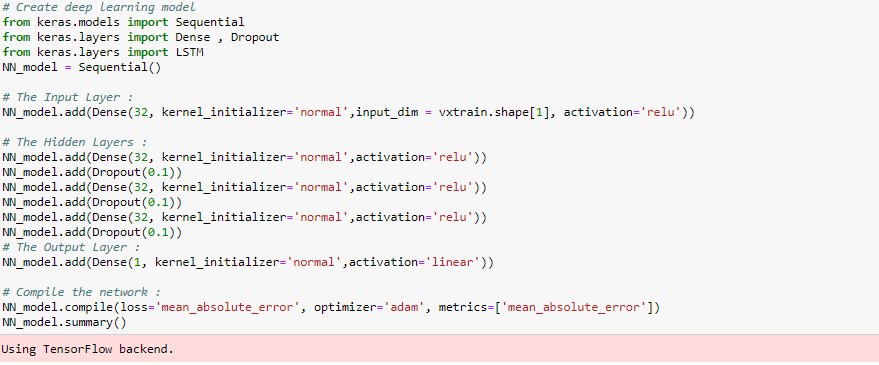 # Create deep learning model
from keras.models import Sequential
from keras.layers import Dense , Dropout
from keras.layers import LSTM
NN_model = Sequential()
# The Input Layer :
NN_model.add(Dense(32, kernel_initializer='normal',input_dim = vxtrain.shape[1], activation='relu'))
# The Hidden Layers :
NN_model.add(Dense(32, kernel_initializer='normal',activation='relu'))
NN_model.add(Dropout(0.1))
NN_model.add(Dense(32, kernel_initializer='normal',activation='relu'))
NN_model.add(Dropout(0.1))
NN_model.add(Dense(32, kernel_initializer='normal',activation='relu'))
NN_model.add(Dropout(0.1))
# The Output Layer :
NN_model.add(Dense(1, kernel_initializer='normal',activation='linear'))
# Compile the network :
NN_model.compile(loss='mean_absolute_error', optimizer='adam', metrics=['mean_absolute_error'])
NN_model.summary()
Using TensorFlow backend.